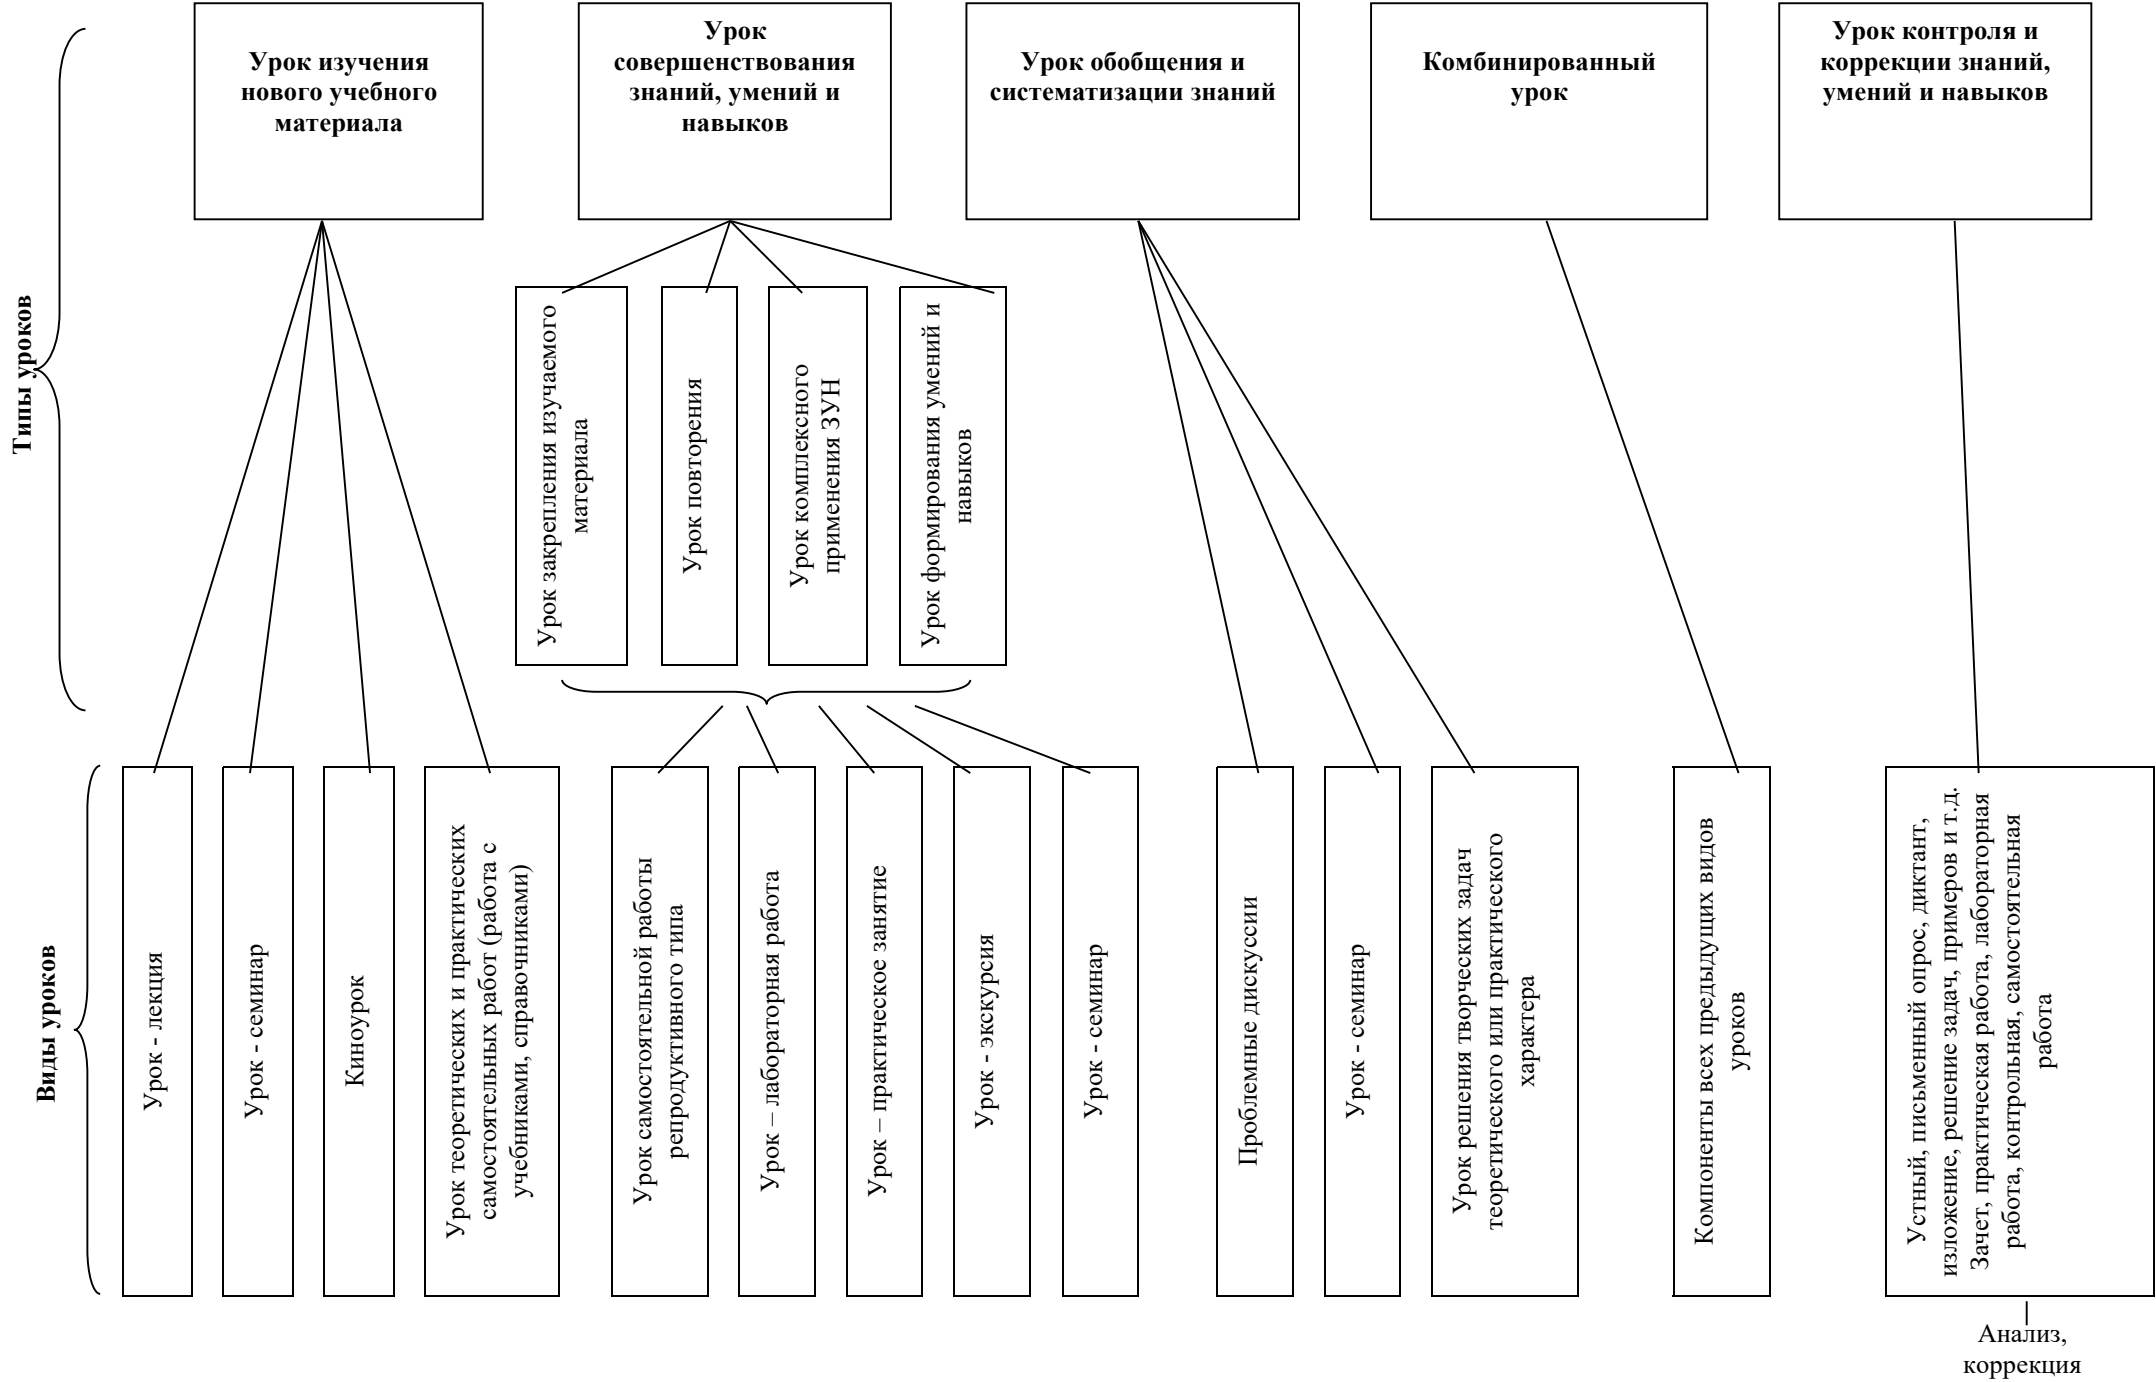 Типы уроков
Урок изучения
нового учебного
материала
Урок
совершенствования
знаний, умений и
навыков
Урок обобщения и
систематизации знаний
Комбинированный
урок
Урок контроля и
коррекции знаний,
умений и навыков
Урок закрепления изучаемого
материала
Урок повторения
Урок комплексного
применения ЗУН
Урок формирования умений и
навыков
Виды уроков
Урок - лекция
Урок - семинар
Киноурок
Урок теоретических и практических
самостоятельных работ (работа с
учебниками, справочниками)
Урок самостоятельной работы
репродуктивного типа
Урок – лабораторная работа
Урок – практическое занятие
Урок - экскурсия
Урок - семинар
Проблемные дискуссии
Урок - семинар
Урок решения творческих задач
теоретического или практического
характера
Компоненты всех предыдущих видов
уроков
Устный, письменный опрос, диктант,
изложение, решение задач, примеров и т.д.
Зачет, практическая работа, лабораторная
работа, контрольная, самостоятельная
работа
Анализ,
коррекция